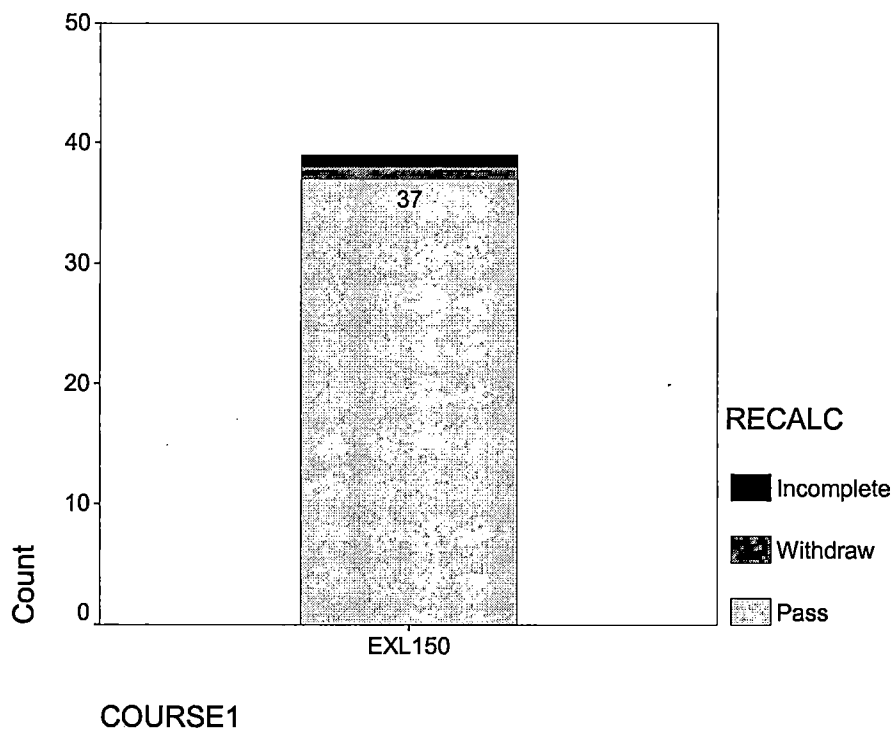 50
40
37
30
20
10
0
Count
EXL150
COURSE1
RECALC
Incomplete
Withdraw
Pass